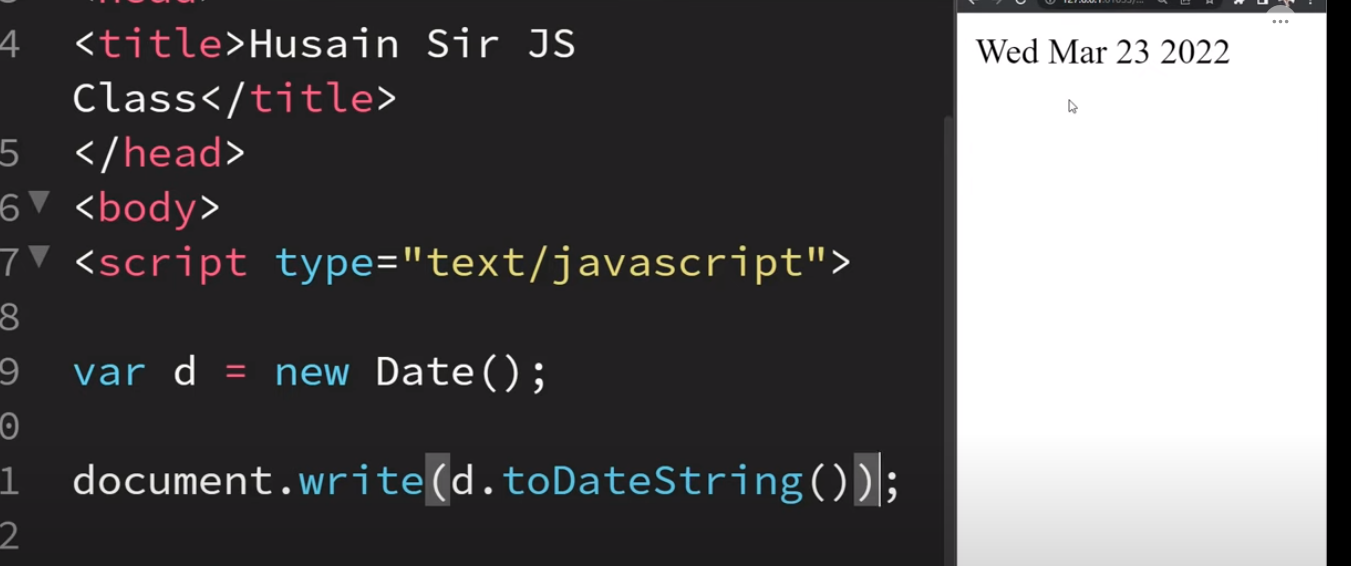 4 <title>Husain Sir JS
Class</title>
5 </head>
6 <body>
7 <script type="text/javascript">
8
9 var d = new Date();
0
1 document.write(d.toDateString());
2
Wed Mar 23 2022